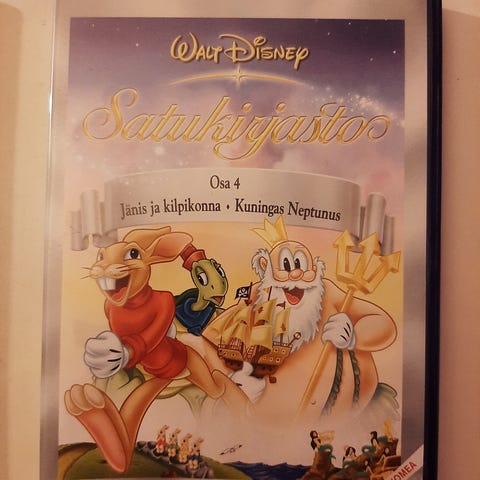 WALT DISNEY
Satukirjasto
Osa 4
Jänis ja kilpikonna • Kuningas Neptunus